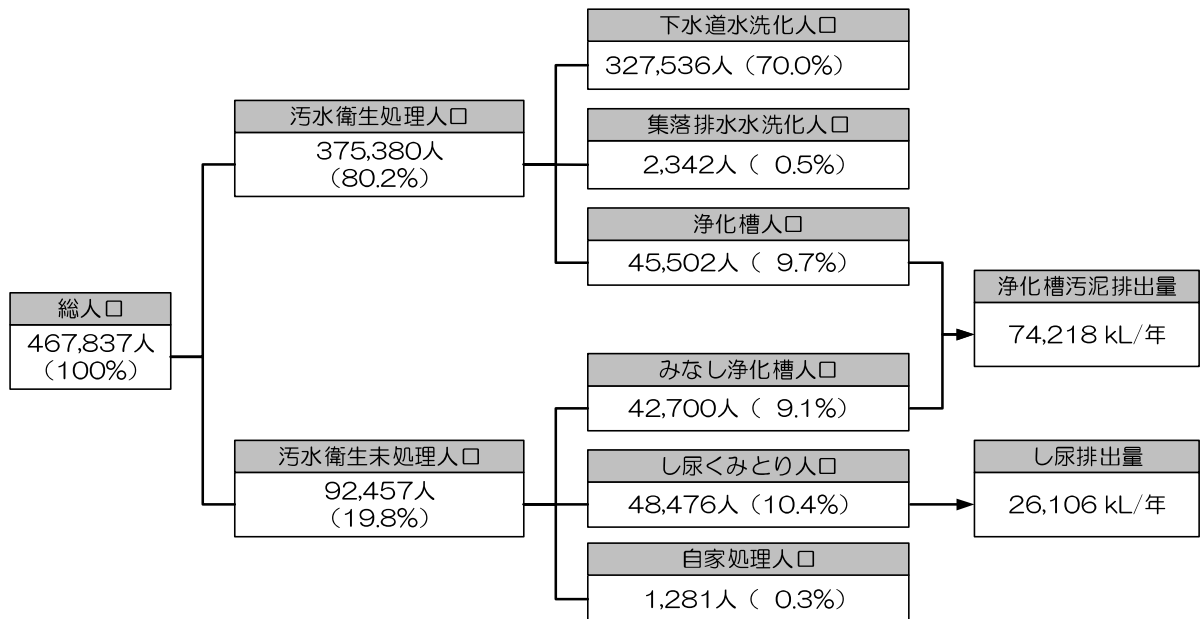 総人口
467,837人
（100%）
汚水衛生処理人口
375,380人
（80.2%）
汚水衛生未処理人口
92,457人
（19.8%）
下水道水洗化人口
327,536人（70.0%）
集落排水水洗化人口
2,342人（ 0.5%）
浄化槽人口
45,502人（ 9.7%）
みなし浄化槽人口
42,700人（ 9.1%）
し尿くみとり人口
48,476人（10.4%）
自家処理人口
1,281人（ 0.3%）
浄化槽汚泥排出量
74,218 kL/年
し尿排出量
26,106 kL/年